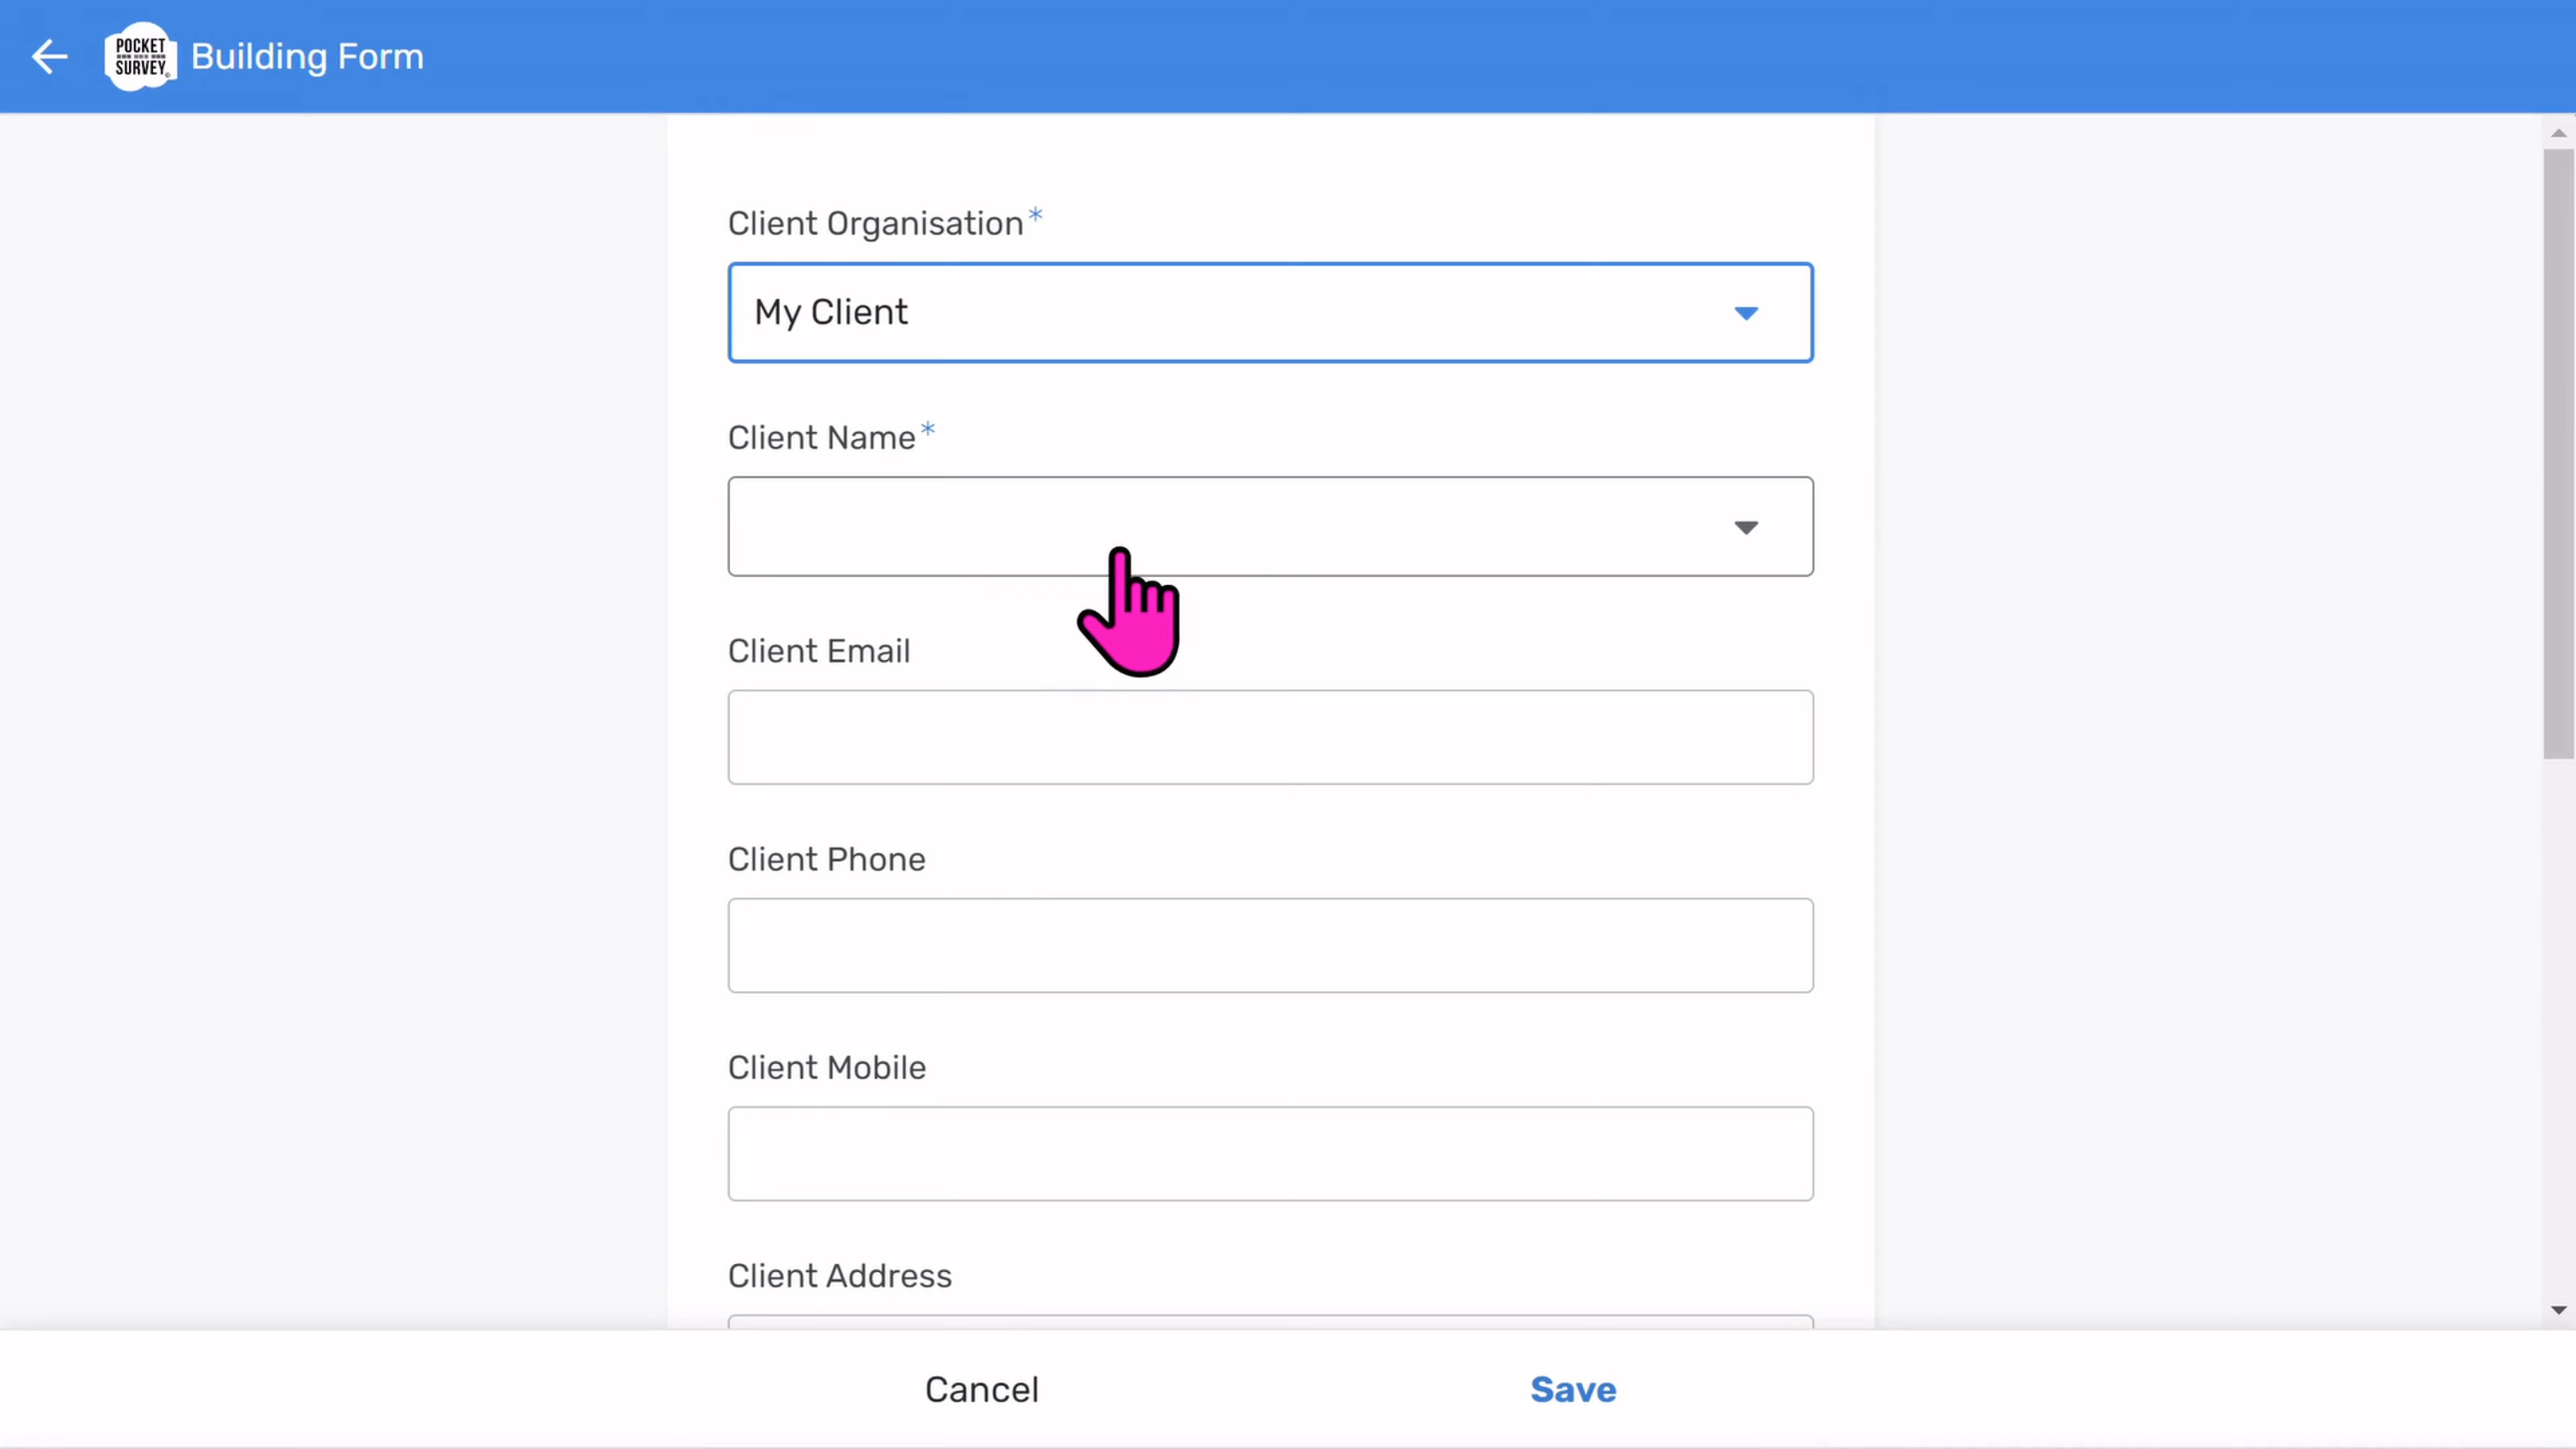 POCKET
SURVEY
Building Form
Client Organisation*
My Client
Client Name*
Client Email
Client Phone
Client Mobile
Client Address
Cancel
Save